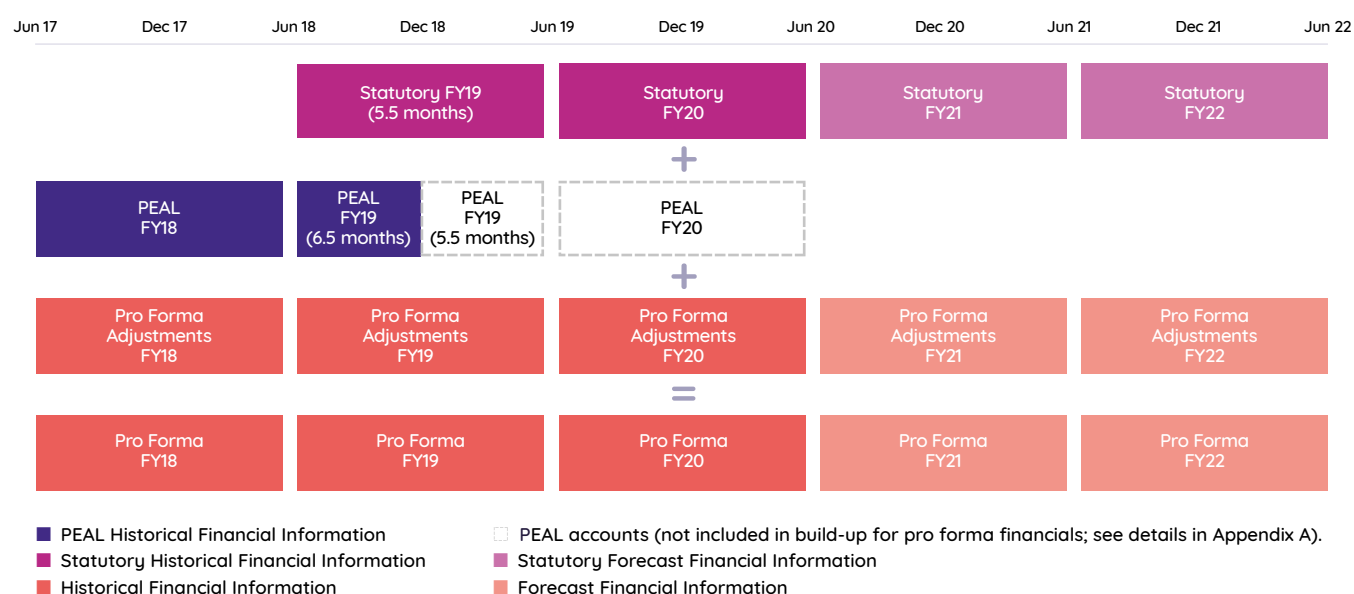 Jun 17 Dec 17 Jun 18 Dec 18 Jun 19 Dec 19 Jun 20 Dec 20 Jun 21 Dec 21 Jun 22
Statutory FY19
(5.5 months)
Statutory
FY20
Statutory
FY21
Statutory
FY22
+
PEAL
FY18
PEAL
FY19
(6.5 months)
PEAL
FY19
(5.5 months)
PEAL
FY20
+
Pro Forma
Adjustments
FY18
Pro Forma
Adjustments
FY19
Pro Forma
Adjustments
FY20
Pro Forma
Adjustments
FY21
Pro Forma
Adjustments
FY22
=
Pro Forma
FY18
Pro Forma
FY19
Pro Forma
FY20
Pro Forma
FY21
Pro Forma
FY22
PEAL Historical Financial Information
Statutory Historical Financial Information
Historical Financial Information
PEAL accounts (not included in build-up for pro forma financials; see details in Appendix A).
Statutory Forecast Financial Information
Forecast Financial Information